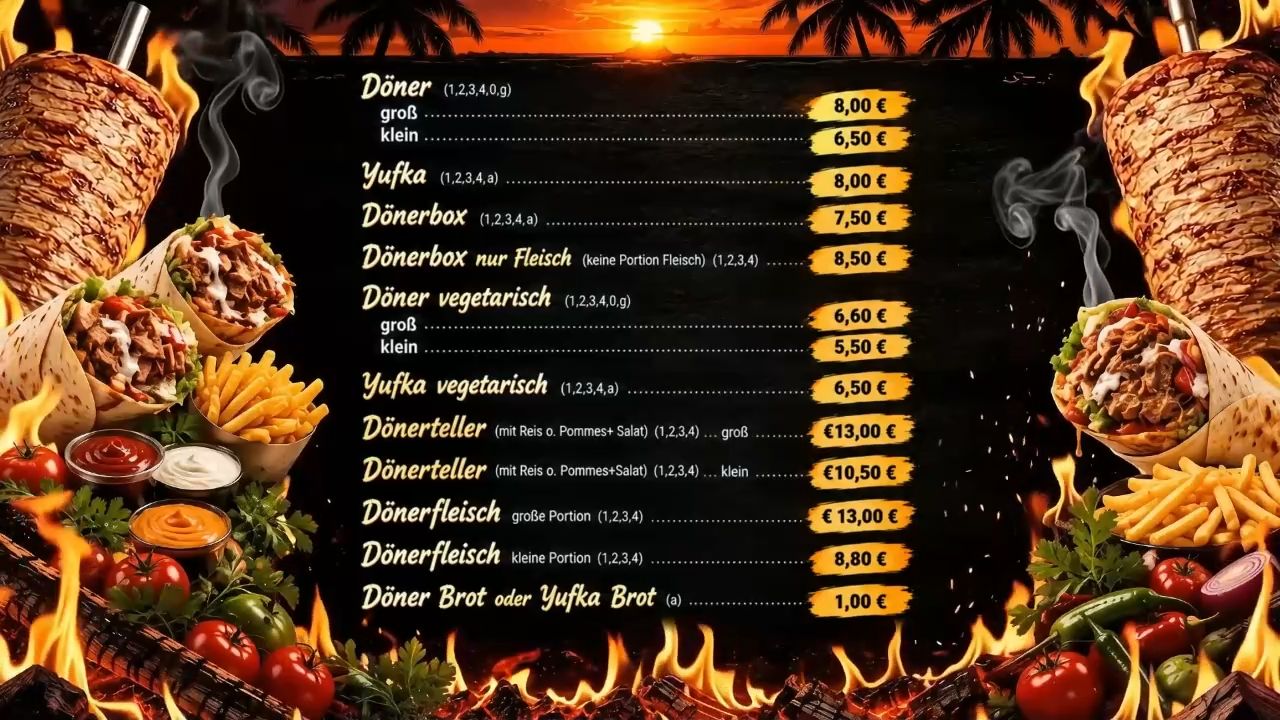 Döner (1,2,3,4,0,g)
groß ........ 8,00 €
klein ........ 6,50 €
Yufka (1,2,3,4,a) ........ 8,00 €
Dönerbox (1,2,3,4,a) ........ 7,50 €
Dönerbox nur Fleisch (keine Portion Fleisch) (1,2,3,4) ........ 8,50 €
Döner vegetarisch (1,2,3,4,0,g)
groß ........ 6,60 €
klein ........ 5,50 €
Yufka vegetarisch (1,2,3,4,a) ........ 6,50 €
Dönerteller (mit Reis o. Pommes+ Salat) (1,2,3,4) ... groß ........ €13,00 €
Dönerteller (mit Reis o. Pommes+Salat) (1,2,3,4) ... klein ........ €10,50 €
Dönerfleisch große Portion (1,2,3,4) ........ € 13,00 €
Dönerfleisch kleine Portion (1,2,3,4) ........ 8,80 €
Döner Brot oder Yufka Brot (a) ........ 1,00 €